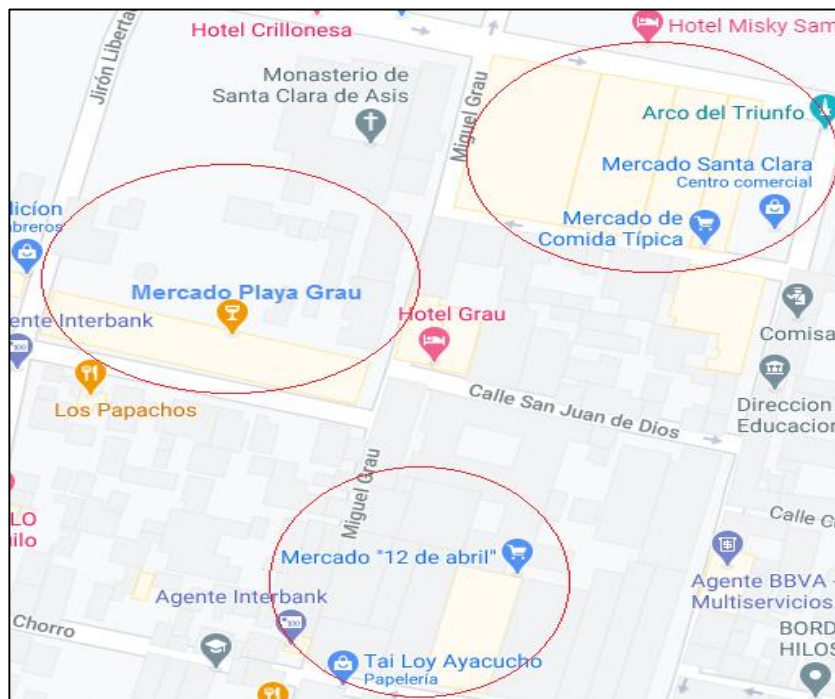 Hotel Crillonesa
Hotel Misky Sam
Jirón Libertad
Monasterio de
Santa Clara de Asis
Miguel Grau
Arco del Triunfo
Mercado Santa Clara
Centro comercial
Mercado de
Comida Típica
Mercado Playa Grau
Hotel Grau
Interbank
Los Papachos
Comisa
Direccion
Educacion
Calle San Juan de Dios
Miguel Grau
Mercado "12 de abril"
Agente Interbank
Agente BBVA -
Multiservicios
Calle
Chorro
Tai Loy Ayacucho
Papelería
BORD
HILOS